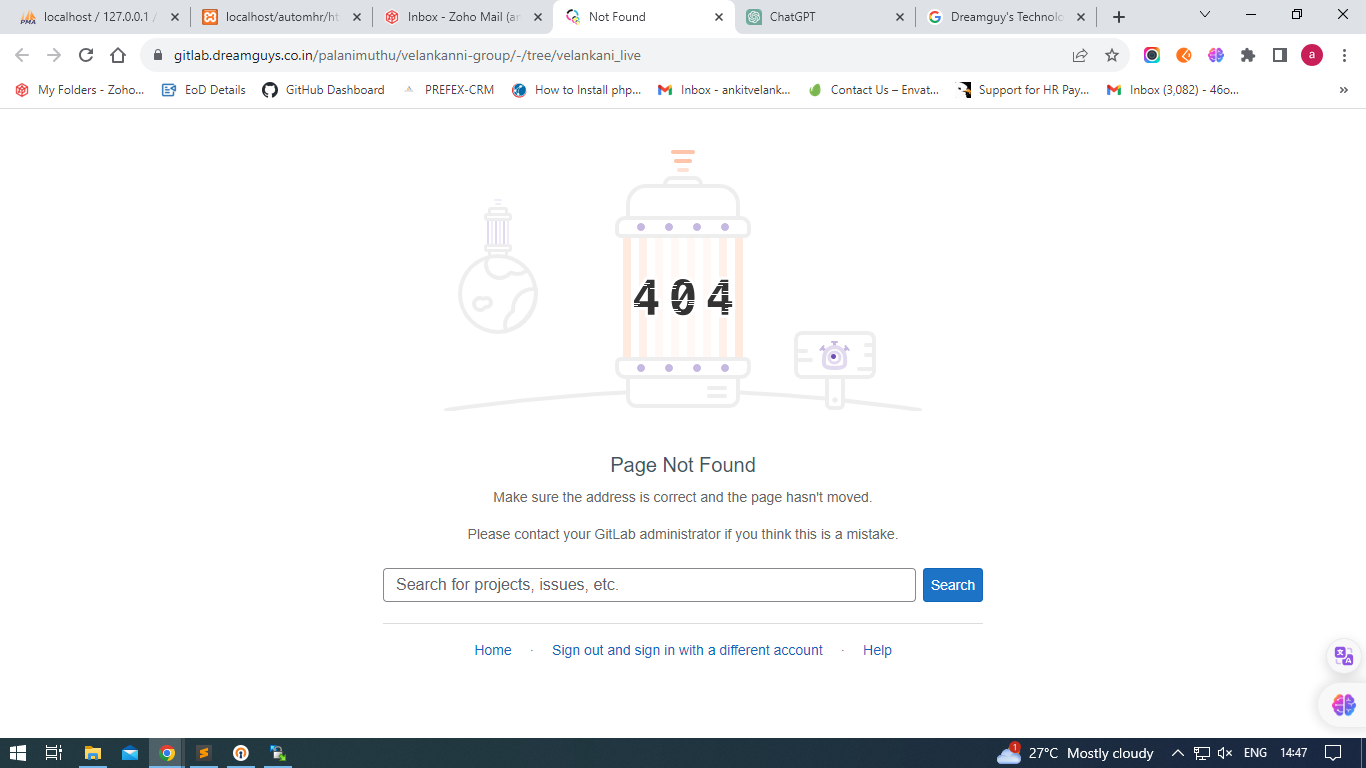 localhost / 127.0.0.1 /
localhost/automhr/ht
Inbox - Zoho Mail (an
Not Found
ChatGPT
Dreamguy's Technolo
gitlab.dreamguys.co.in/palanimuthu/velankanni-group/-/tree/velankani_live
a
My Folders - Zoho...
EoD Details
GitHub Dashboard
PREFEX-CRM
How to Install php...
Inbox - ankitvelank...
Contact Us – Envat...
Support for HR Pay...
Inbox (3,082) - 46o...
»
404
Page Not Found
Make sure the address is correct and the page hasn't moved.
Please contact your GitLab administrator if you think this is a mistake.
Search for projects, issues, etc.
Search
Home · Sign out and sign in with a different account · Help
1
27°C Mostly cloudy
ENG
14:47